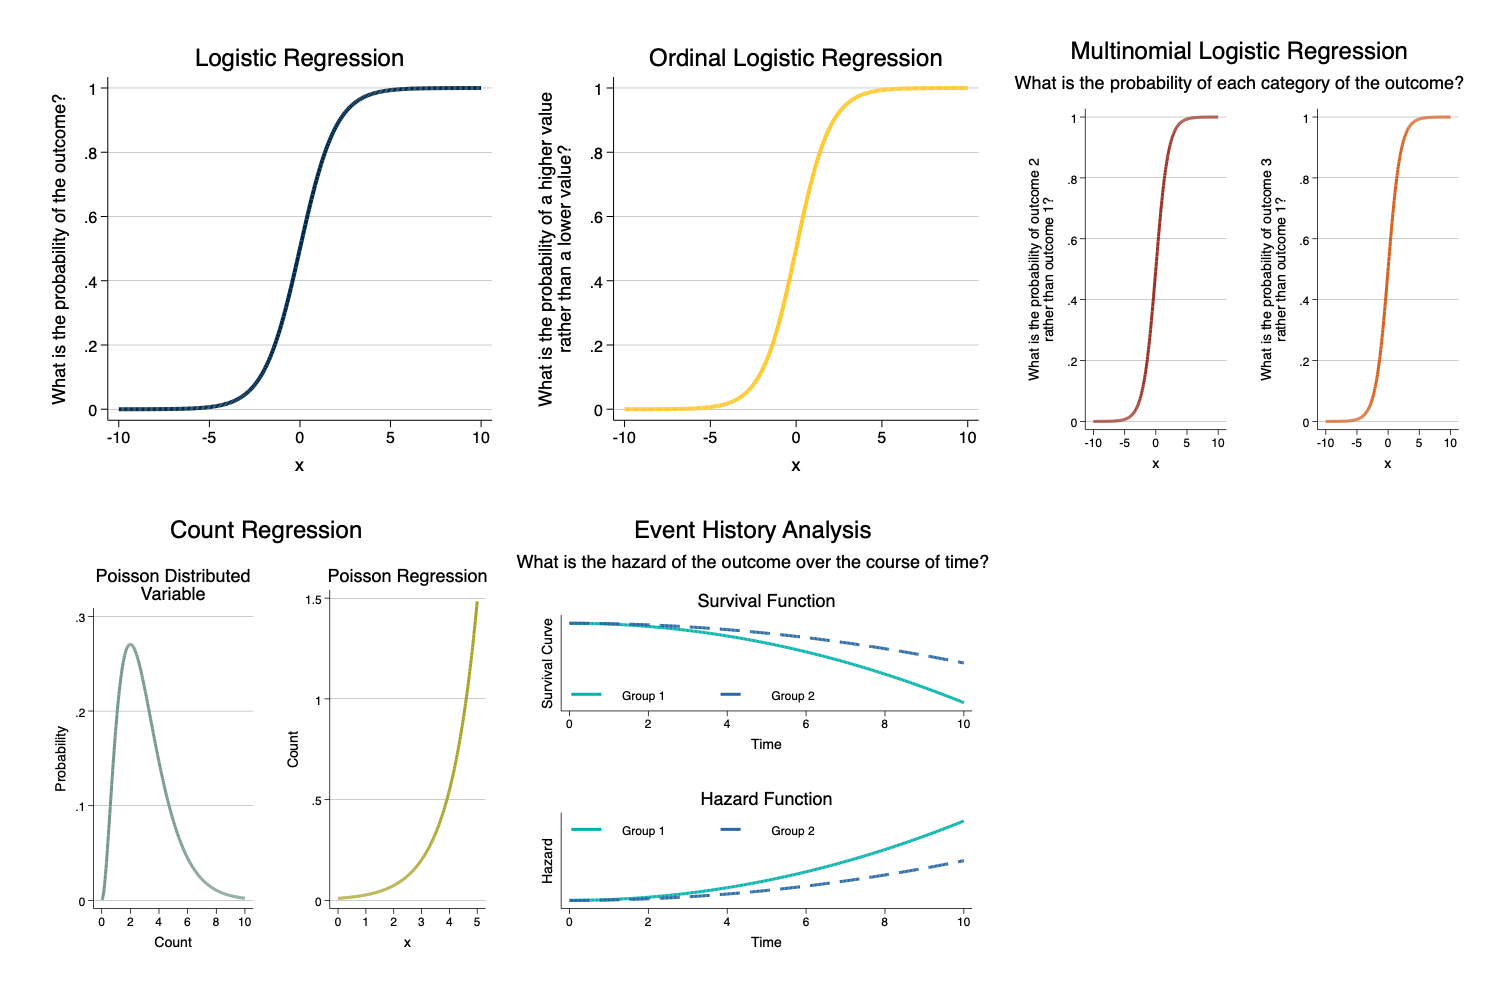 Logistic Regression
What is the probability of the outcome?
1
.8
.6
.4
.2
0
-10 -5 0 5 10
x
Ordinal Logistic Regression
What is the probability of a higher value
rather than a lower value?
1
.8
.6
.4
.2
0
-10 -5 0 5 10
x
Multinomial Logistic Regression
What is the probability of each category of the outcome?
What is the probability of outcome 2
rather than outcome 1?
1
.8
.6
.4
.2
0
-10 -5 0 5 10
x
What is the probability of outcome 3
rather than outcome 1?
1
.8
.6
.4
.2
0
-10 -5 0 5 10
x
Count Regression
Poisson Distributed
Variable
Probability
.3
.2
.1
0
0 2 4 6 8 10
Count
Poisson Regression
Count
1.5
1
.5
0
0 1 2 3 4 5
x
Event History Analysis
What is the hazard of the outcome over the course of time?
Survival Function
Survival Curve
Group 1 Group 2
0 2 4 6 8 10
Time
Hazard Function
Hazard
Group 1 Group 2
0 2 4 6 8 10
Time